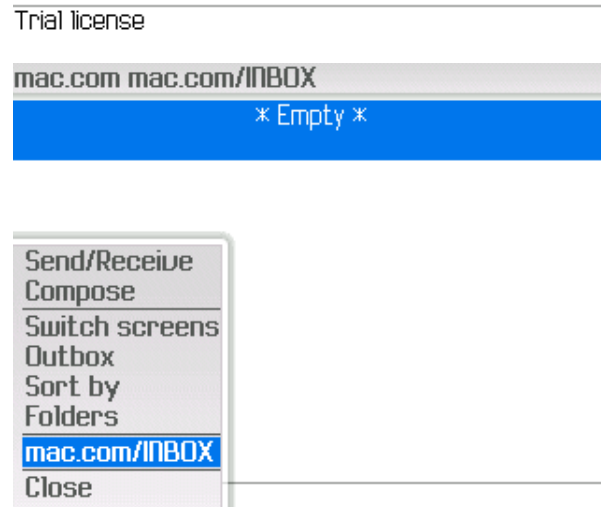 Trial license
mac.com mac.com/INBOX
* Empty *
Send/Receive
Compose
Switch screens
Outbox
Sort by
Folders
mac.com/INBOX
Close